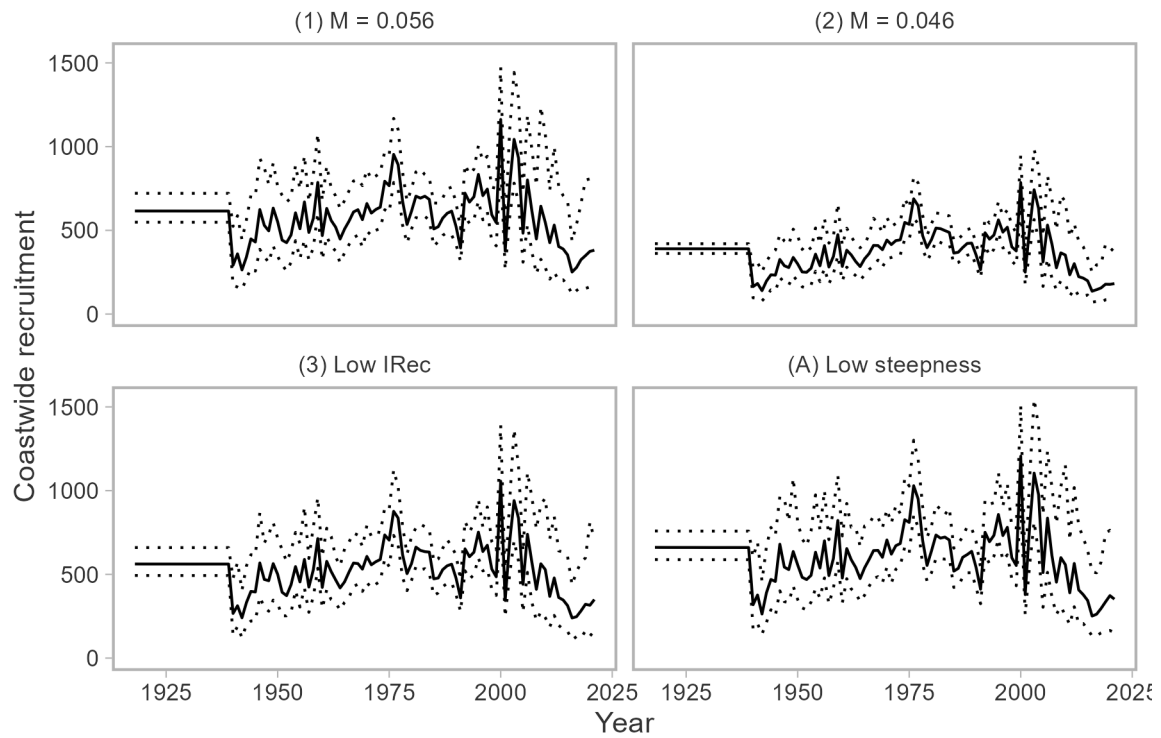 (1) M = 0.056
(2) M = 0.046
1500
1000
500
0
Coastwide recruitment
(3) Low IRec
(A) Low steepness
1500
1000
500
0
1925 1950 1975 2000 2025 1925 1950 1975 2000 2025
Year